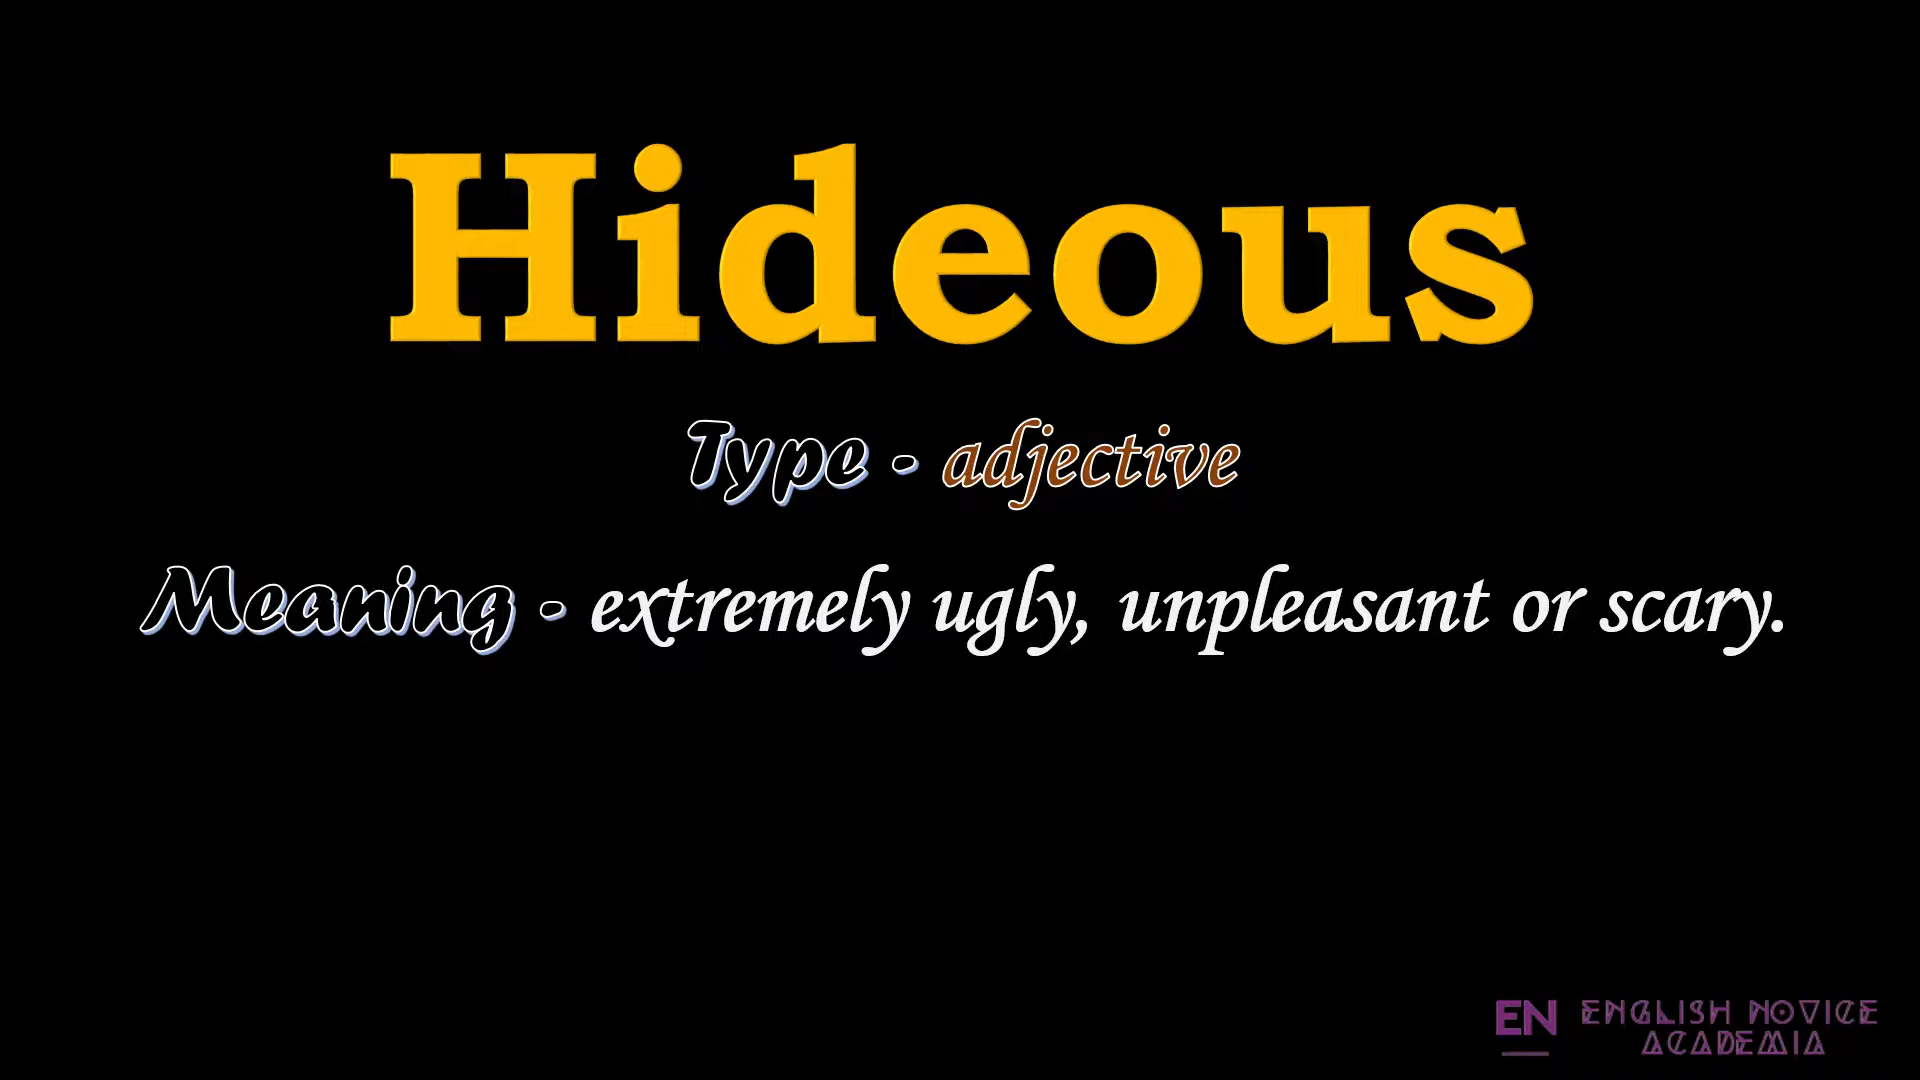 Hideous
Type - adjective
Meaning - extremely ugly, unpleasant or scary.
EN ENGLISH NOVICE
ACADEMIA